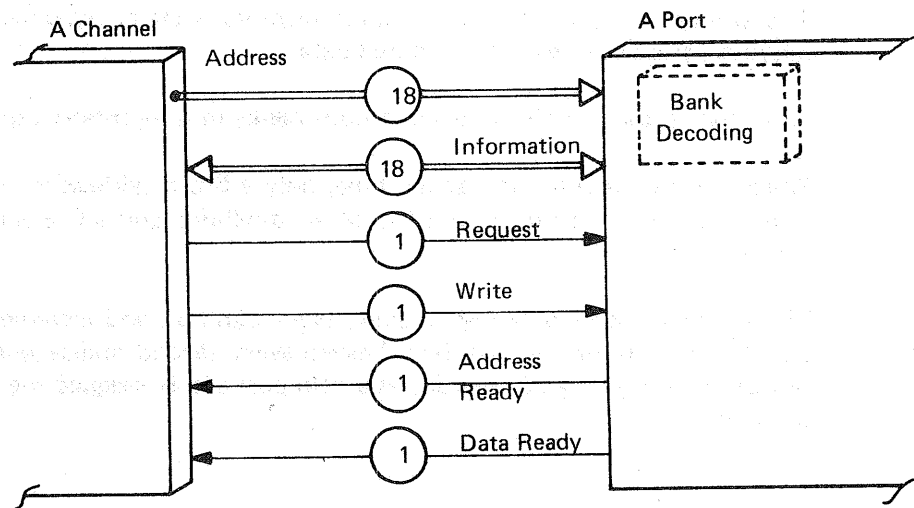 A Channel
A Port
Address
18
Bank
Decoding
Information
18
Request
1
Write
1
Address
Ready
1
Data Ready
1